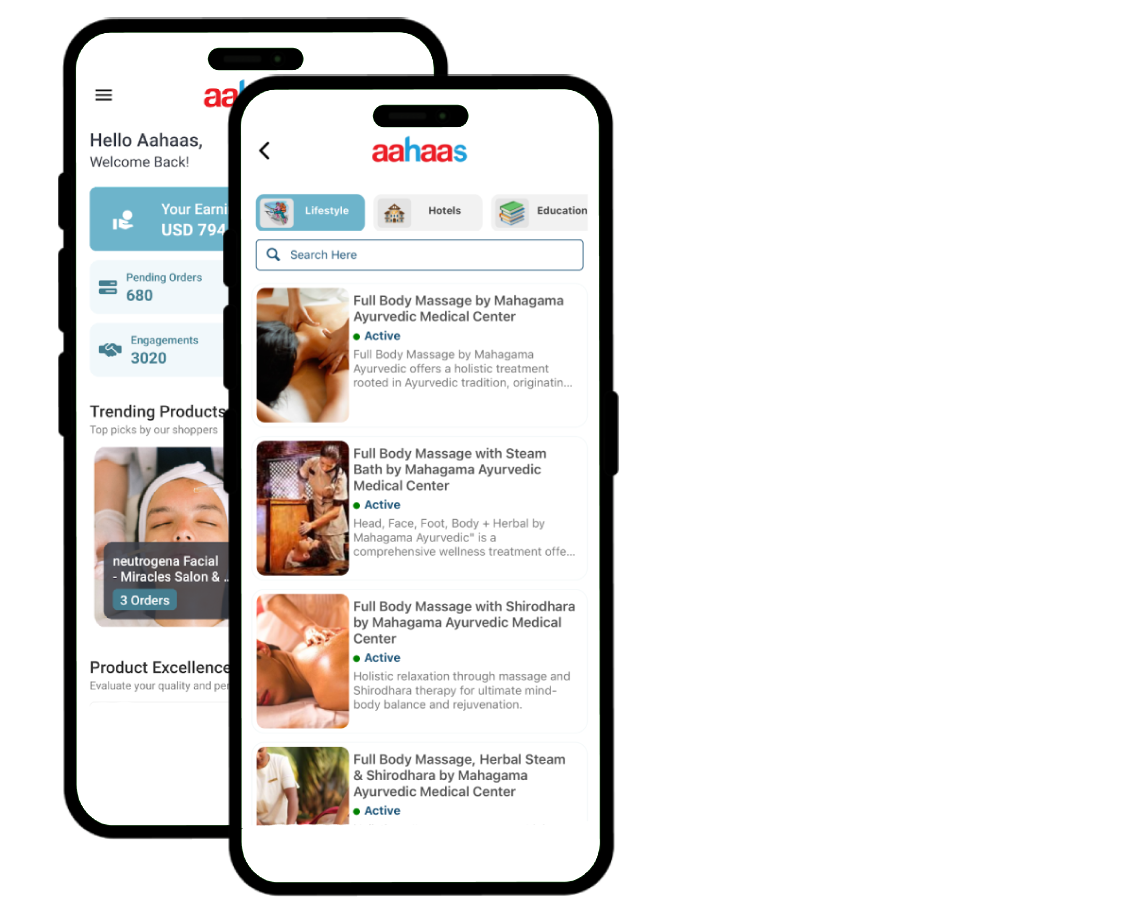 aa
Hello Aahaas,
Welcome Back!
Your Earni
USD 794
Pending Orders
680
Engagements
3020
Trending Products
Top picks by our shoppers
neutrogena Facial
- Miracles Salon & ..
3 Orders
Product Excellence
Evaluate your quality and per
aahaas
Lifestyle
Hotels
Education
Search Here
Full Body Massage by Mahagama
Ayurvedic Medical Center
Active
Full Body Massage by Mahagama
Ayurvedic offers a holistic treatment
rooted in Ayurvedic tradition, originatin...
Full Body Massage with Steam
Bath by Mahagama Ayurvedic
Medical Center
Active
Head, Face, Foot, Body + Herbal by
Mahagama Ayurvedic" is a
comprehensive wellness treatment offe...
Full Body Massage with Shirodhara
by Mahagama Ayurvedic Medical
Center
Active
Holistic relaxation through massage and
Shirodhara therapy for ultimate mind-
body balance and rejuvenation.
Full Body Massage, Herbal Steam
& Shirodhara by Mahagama
Ayurvedic Medical Center
Active